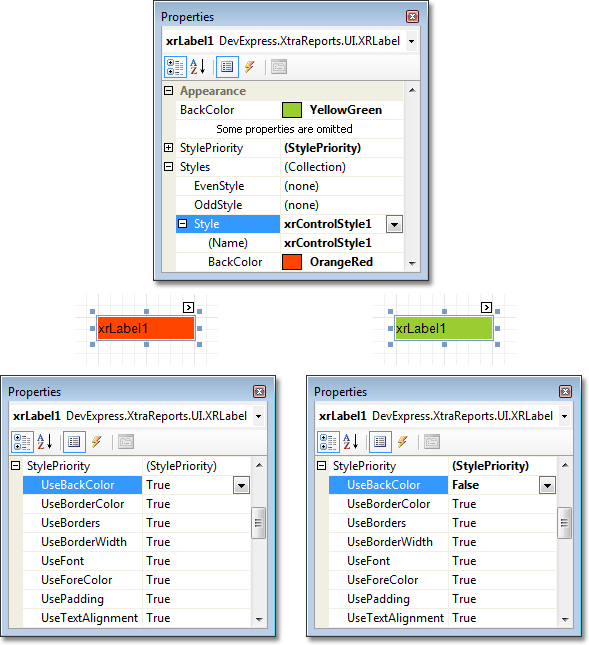 Properties
xrLabel1 DevExpress.XtraReports.UI.XRLabel
Appearance
BackColor YellowGreen
Some properties are omitted
StylePriority (StylePriority)
Styles (Collection)
EvenStyle (none)
OddStyle (none)
Style xrControlStyle1
(Name) xrControlStyle1
BackColor OrangeRed
xrLabel1
xrLabel1
Properties
xrLabel1 DevExpress.XtraReports.UI.XRLabel
StylePriority (StylePriority)
UseBackColor True
UseBorderColor True
UseBorders True
UseBorderWidth True
UseFont True
UseForeColor True
UsePadding True
UseTextAlignment True
Properties
xrLabel1 DevExpress.XtraReports.UI.XRLabel
StylePriority (StylePriority)
UseBackColor False
UseBorderColor True
UseBorders True
UseBorderWidth True
UseFont True
UseForeColor True
UsePadding True
UseTextAlignment True